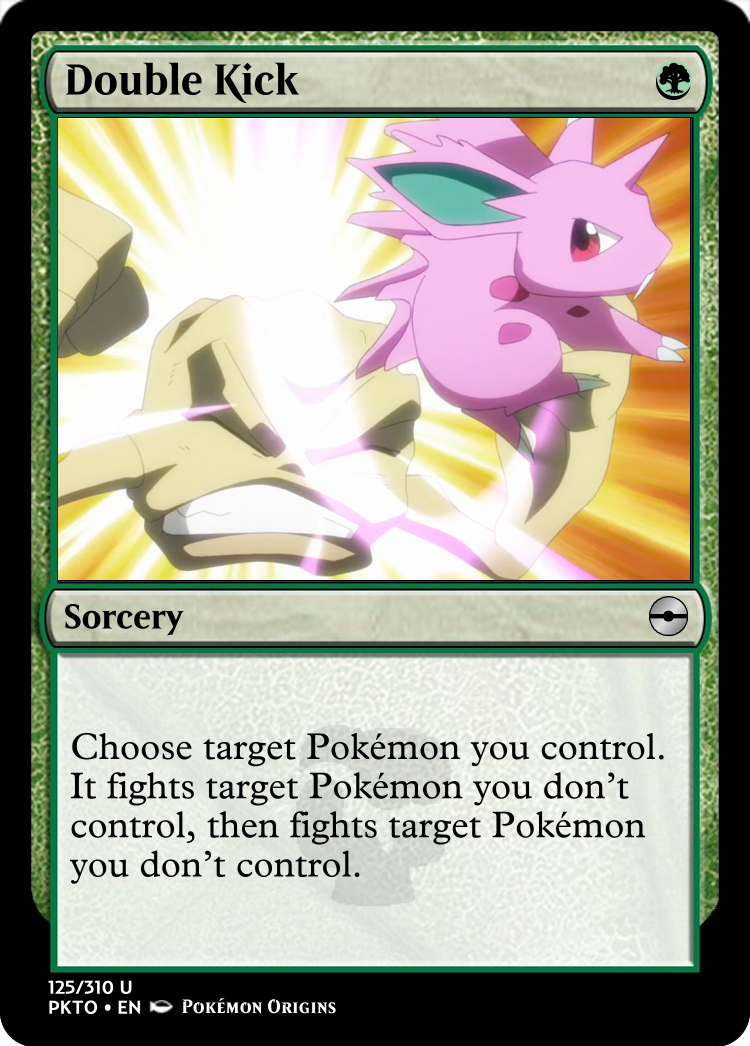 Double Kick
Sorcery
Choose target Pokémon you control.
It fights target Pokémon you don’t
control, then fights target Pokémon
you don’t control.
125/310 U
PKTO • EN Pokémon Origins